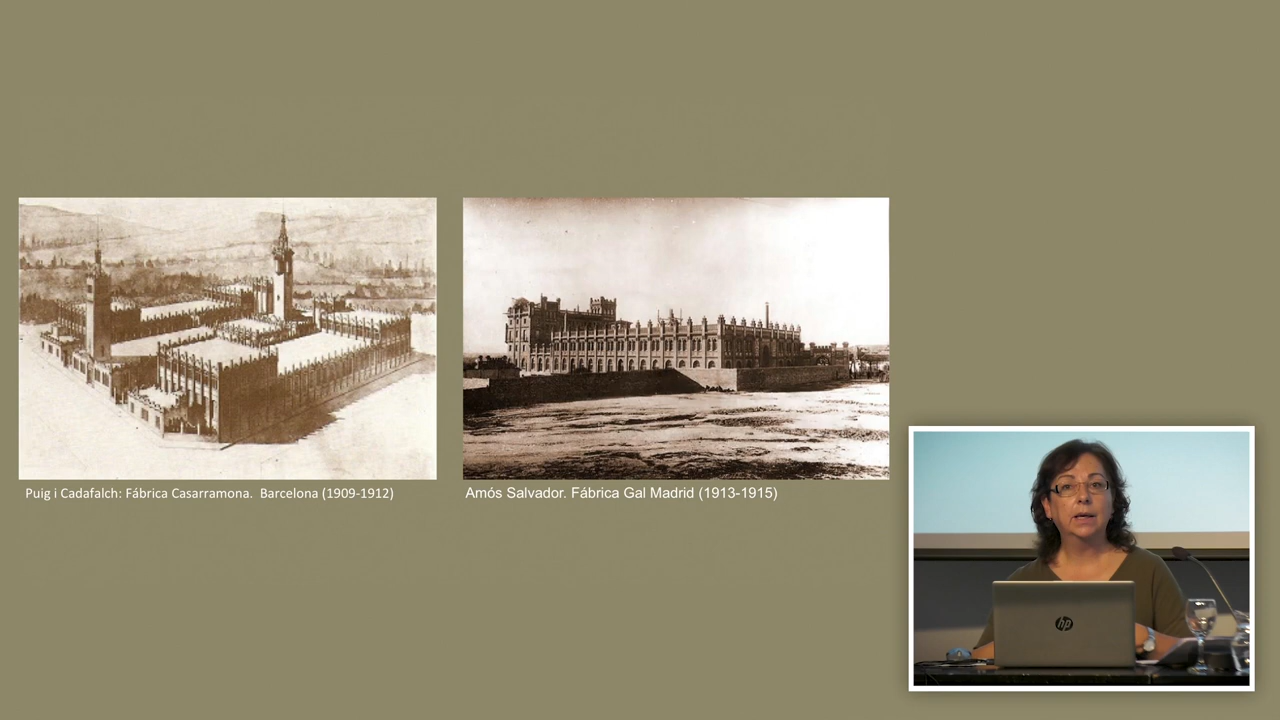 Puig i Cadafalch: Fábrica Casarramona.  Barcelona (1909-1912)
Amós Salvador. Fábrica Gal Madrid (1913-1915)
hp